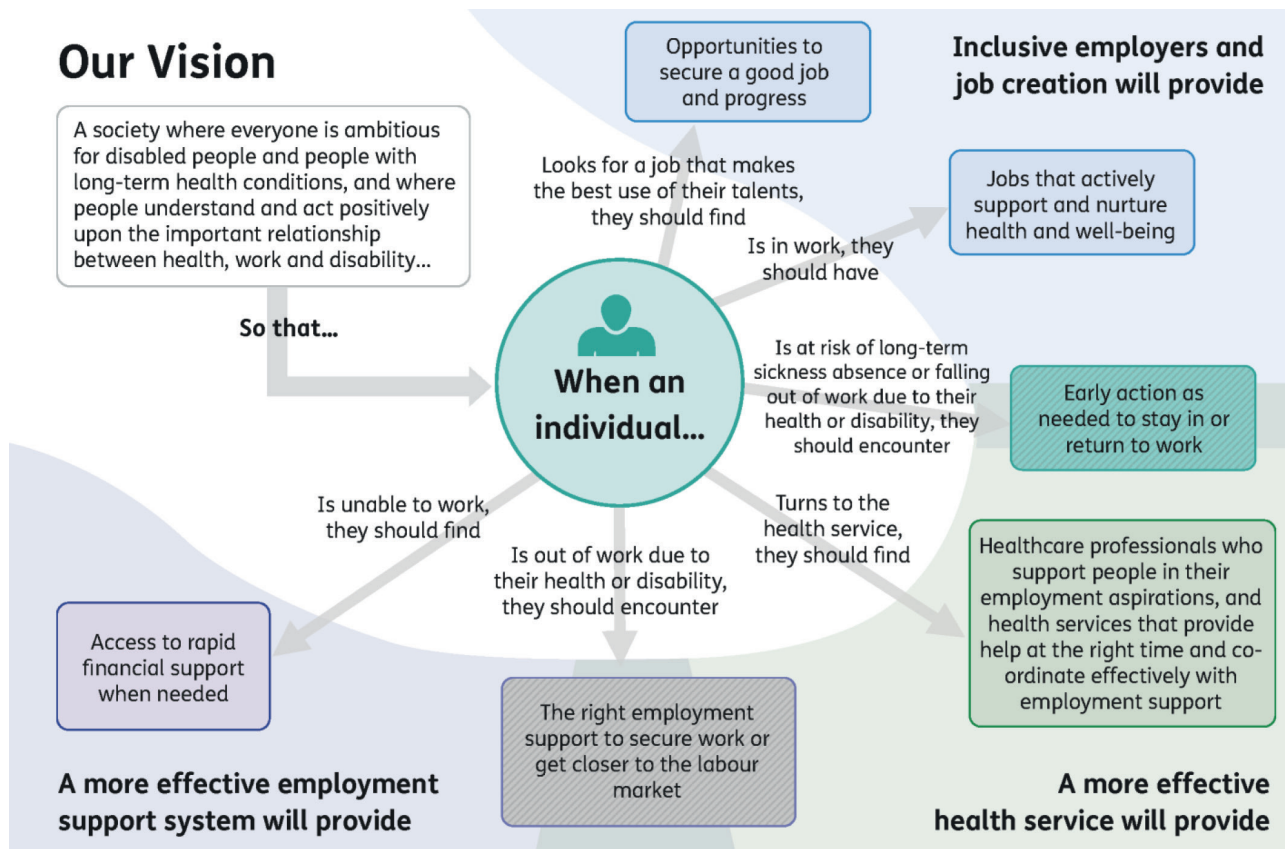 Our Vision
A society where everyone is ambitious
for disabled people and people with
long-term health conditions, and where
people understand and act positively
upon the important relationship
between health, work and disability...
So that...
When an
individual...
Looks for a job that makes
the best use of their talents,
they should find
Opportunities to
secure a good job
and progress
Inclusive employers and
job creation will provide
Is in work, they
should have
Jobs that actively
support and nurture
health and well-being
Is at risk of long-term
sickness absence or falling
out of work due to their
health or disability, they
should encounter
Early action as
needed to stay in or
return to work
Turns to the
health service,
they should find
Healthcare professionals who
support people in their
employment aspirations, and
health services that provide
help at the right time and co-
ordinate effectively with
employment support
A more effective
health service will provide
Is out of work due to
their health or disability,
they should encounter
The right employment
support to secure work or
get closer to the labour
market
Is unable to work,
they should find
Access to rapid
financial support
when needed
A more effective employment
support system will provide